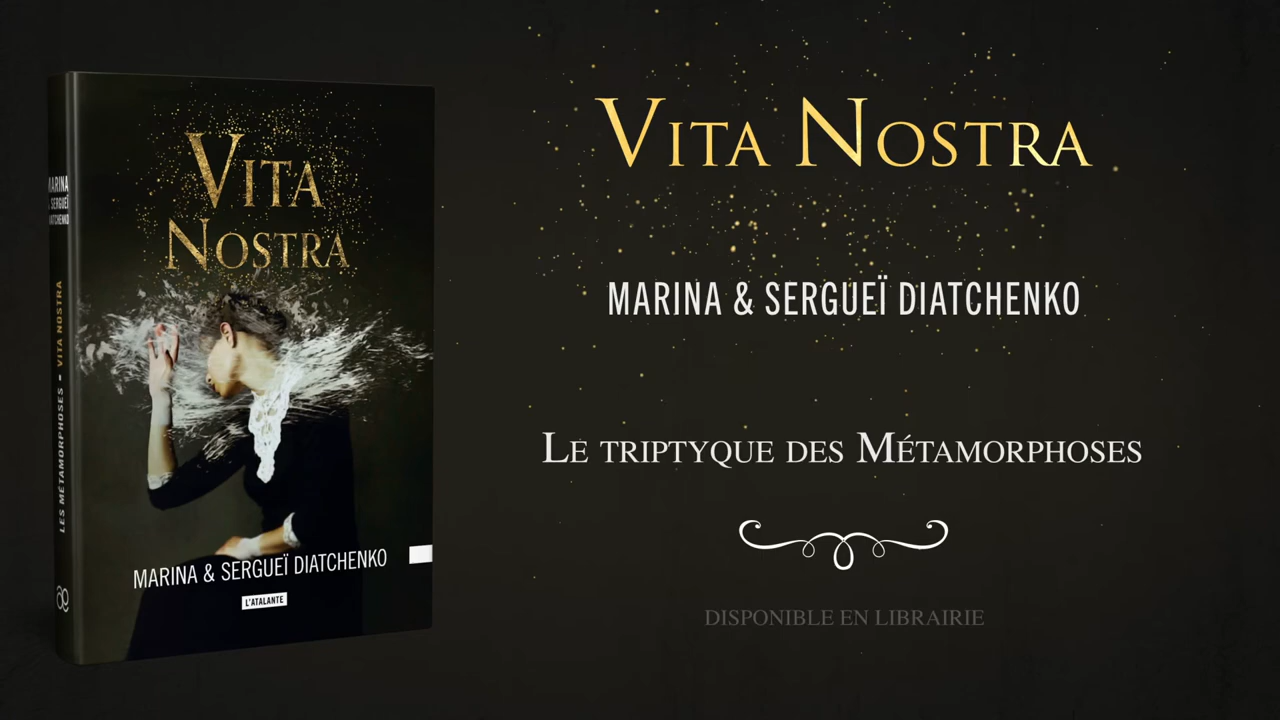 MARINA
& SERGUEÏ
DIATCHENKO
LES MÉTAMORPHOSES - VITA NOSTRA
VITA
NOSTRA
MARINA & SERGUEÏ DIATCHENKO
L'ATALANTE
VITA NOSTRA
MARINA & SERGUEÏ DIATCHENKO
LE TRIPTYQUE DES MÉTAMORPHOSES
DISPONIBLE EN LIBRAIRIE